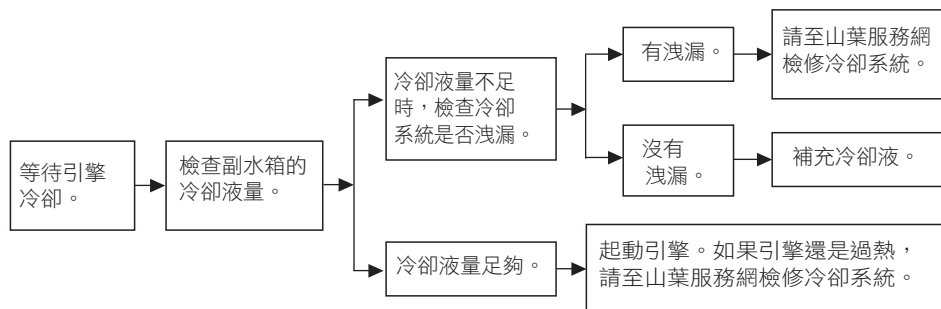 等待引擎
冷卻。
檢查副水箱的
冷卻液量。
冷卻液量不足
時，檢查冷卻
系統是否洩漏。
有洩漏。
請至山葉服務網
檢修冷卻系統。
沒有
洩漏。
補充冷卻液。
冷卻液量足夠。
起動引擎。如果引擎還是過熱，
請至山葉服務網檢修冷卻系統。